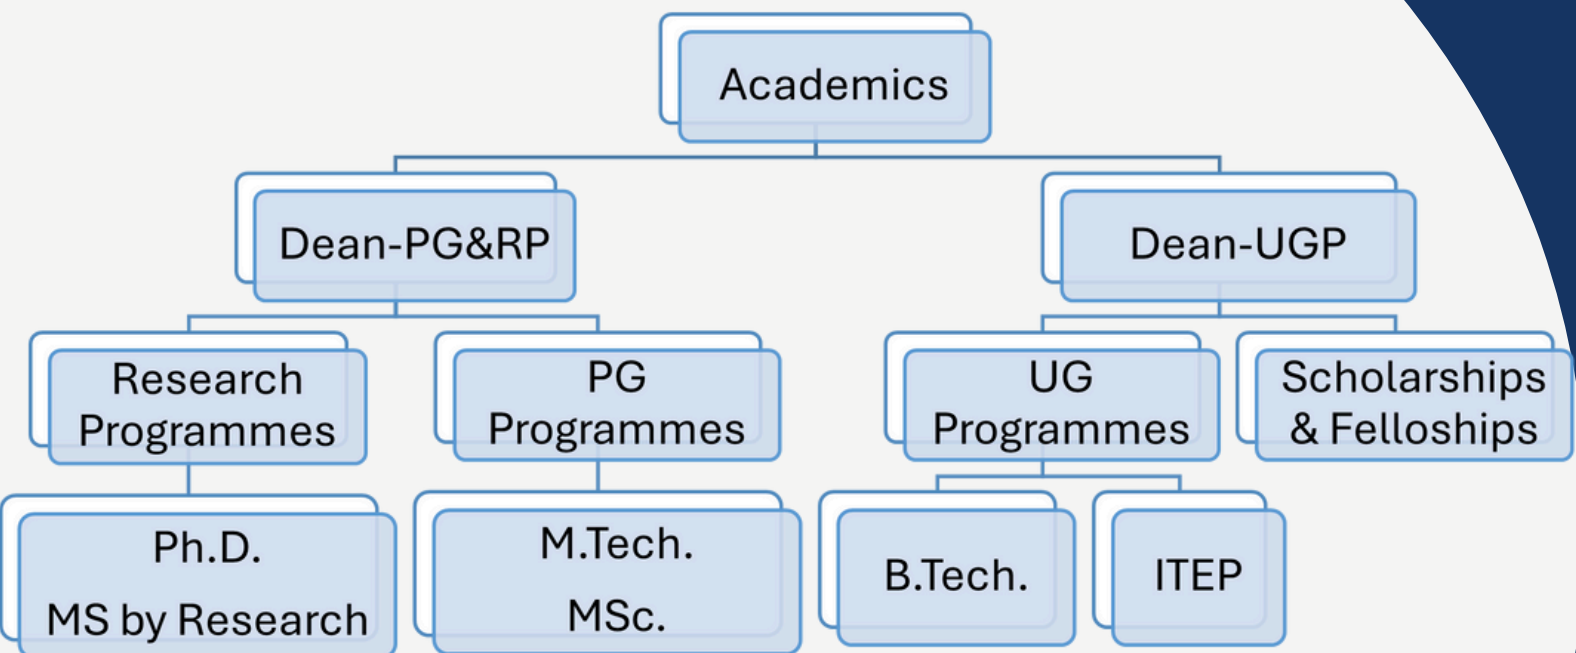 Academics
Dean-PG&RP
Dean-UGP
Research
Programmes
PG
Programmes
UG
Programmes
Scholarships
& Felloships
Ph.D.
MS by Research
M.Tech.
MSc.
B.Tech.
ITEP